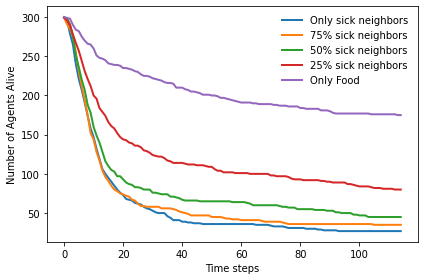 300
250
200
150
100
50
Number of Agents Alive
Only sick neighbors
75% sick neighbors
50% sick neighbors
25% sick neighbors
Only Food
0
20
40
60
80
100
Time steps